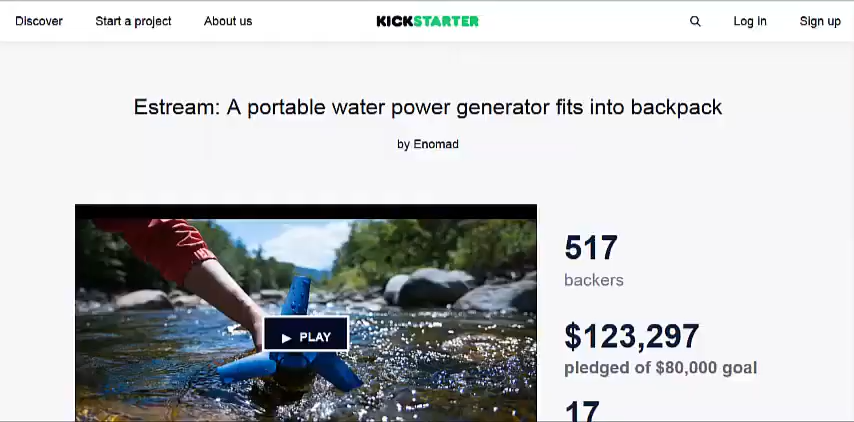 Discover Start a project About us KICKSTARTER Log in Sign up
Estream: A portable water power generator fits into backpack
by Enomad
517
backers
▶ PLAY
$123,297
pledged of $80,000 goal
17